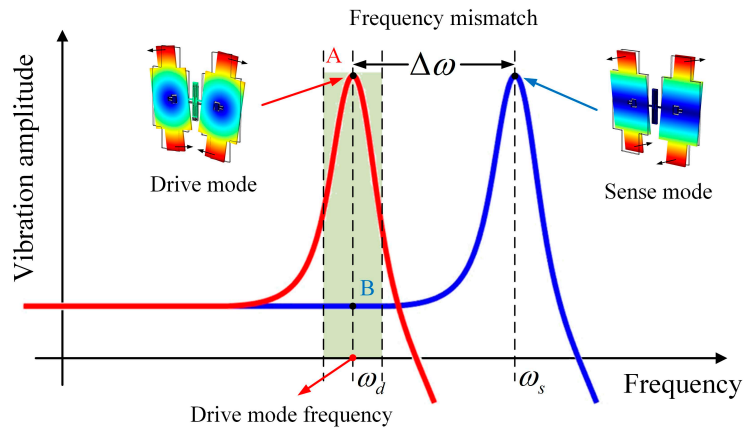 Frequency mismatch
A
Δω
Vibration amplitude
Drive mode
Sense mode
B
ω_d
ω_s
Frequency
Drive mode frequency